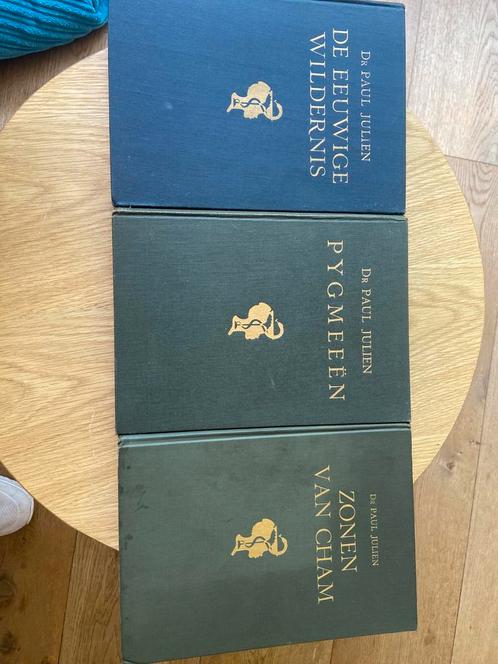 DR PAUL JULIEN
DE EEUWIGE
WILDERNIS
DR PAUL JULIEN
PYGMEEËN
DR PAUL JULIEN
ZONEN
VAN CHAM